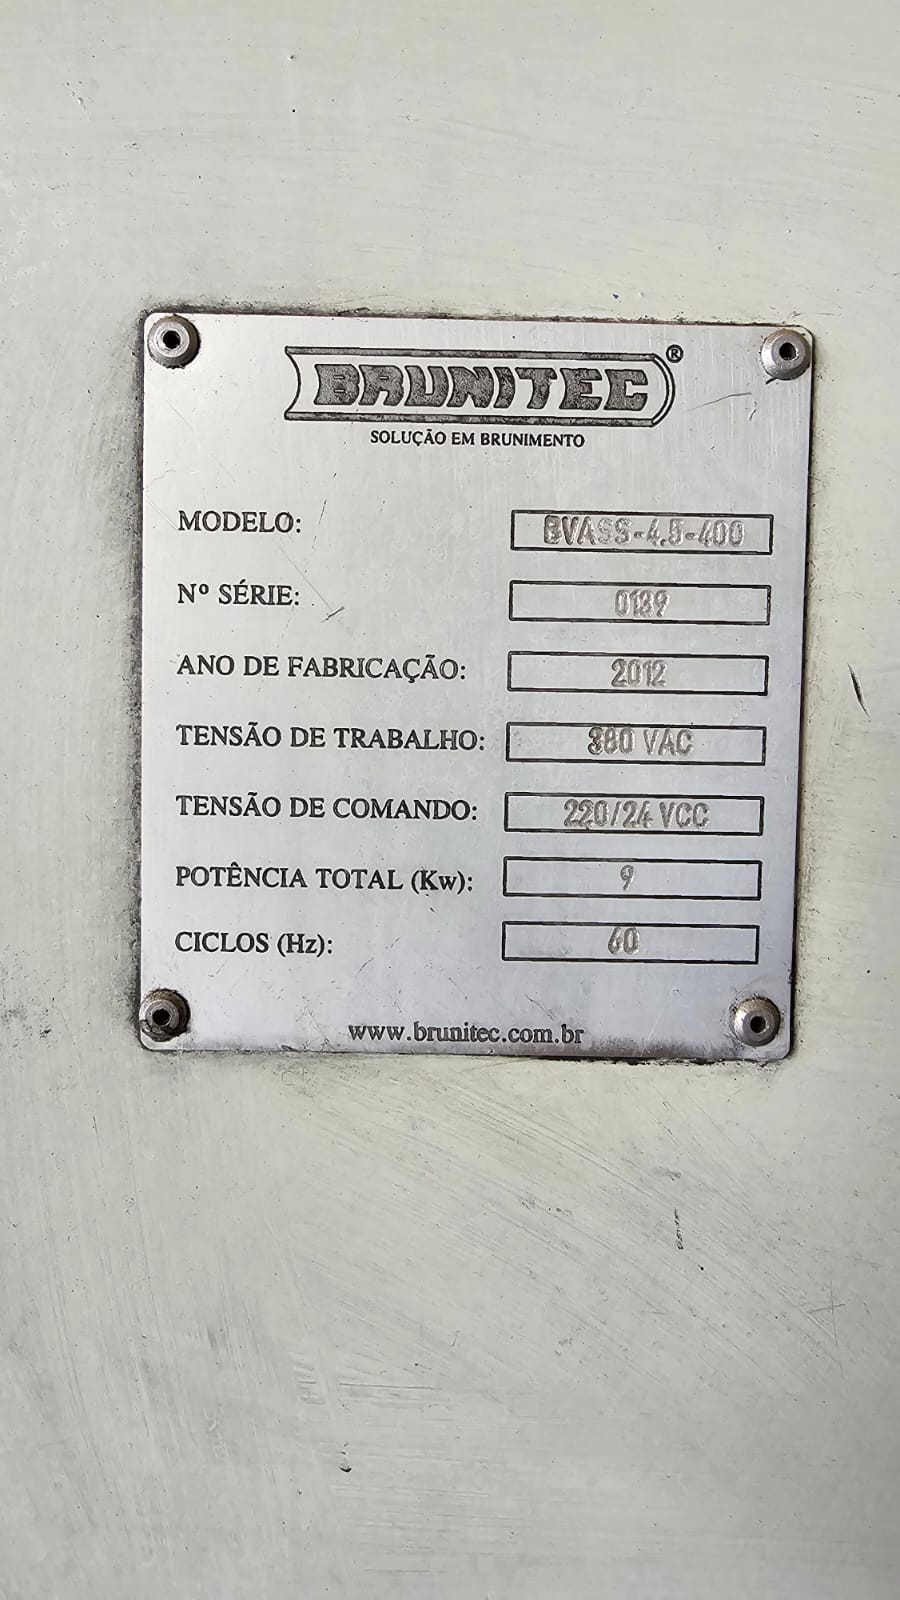 BRUNITEC®
SOLUÇÃO EM BRUNIMENTO
MODELO: BVASS-4.5-400
Nº SÉRIE: 0139
ANO DE FABRICAÇÃO: 2012
TENSÃO DE TRABALHO: 380 VAC
TENSÃO DE COMANDO: 220/24 VCC
POTÊNCIA TOTAL (Kw): 9
CICLOS (Hz): 60
www.brunitec.com.br